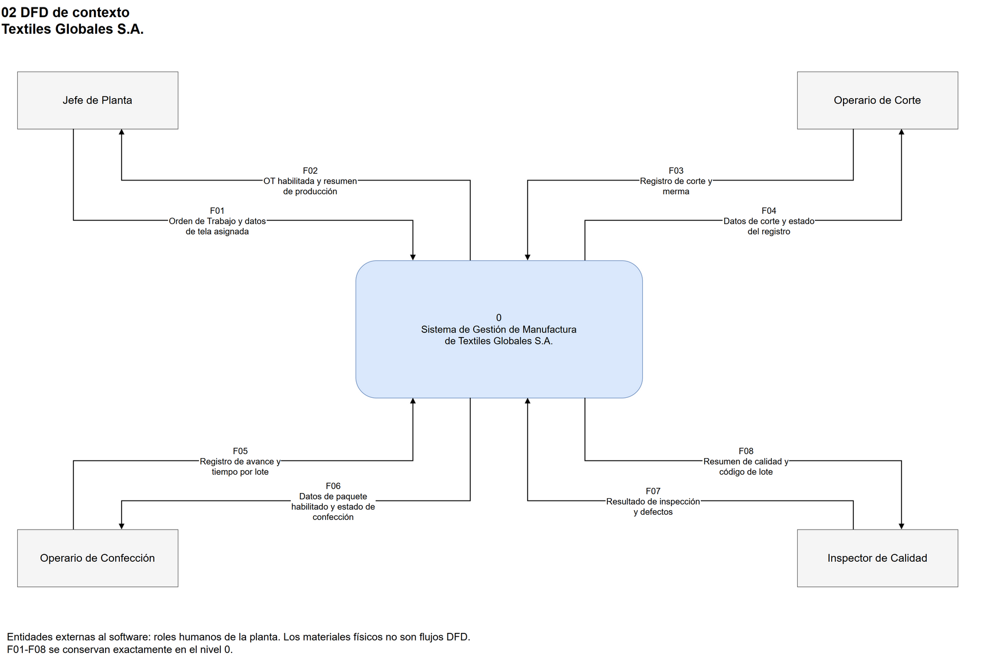 02 DFD de contexto
Textiles Globales S.A.
Jefe de Planta
Operario de Corte
F02
OT habilitada y resumen
de producción
F03
Registro de corte y
merma
F01
Orden de Trabajo y datos
de tela asignada
F04
Datos de corte y estado
del registro
0
Sistema de Gestión de Manufactura
de Textiles Globales S.A.
F05
Registro de avance y
tiempo por lote
F08
Resumen de calidad y
código de lote
F06
Datos de paquete
habilitado y estado de
confección
F07
Resultado de inspección
y defectos
Operario de Confección
Inspector de Calidad
Entidades externas al software: roles humanos de la planta. Los materiales físicos no son flujos DFD.
F01-F08 se conservan exactamente en el nivel 0.